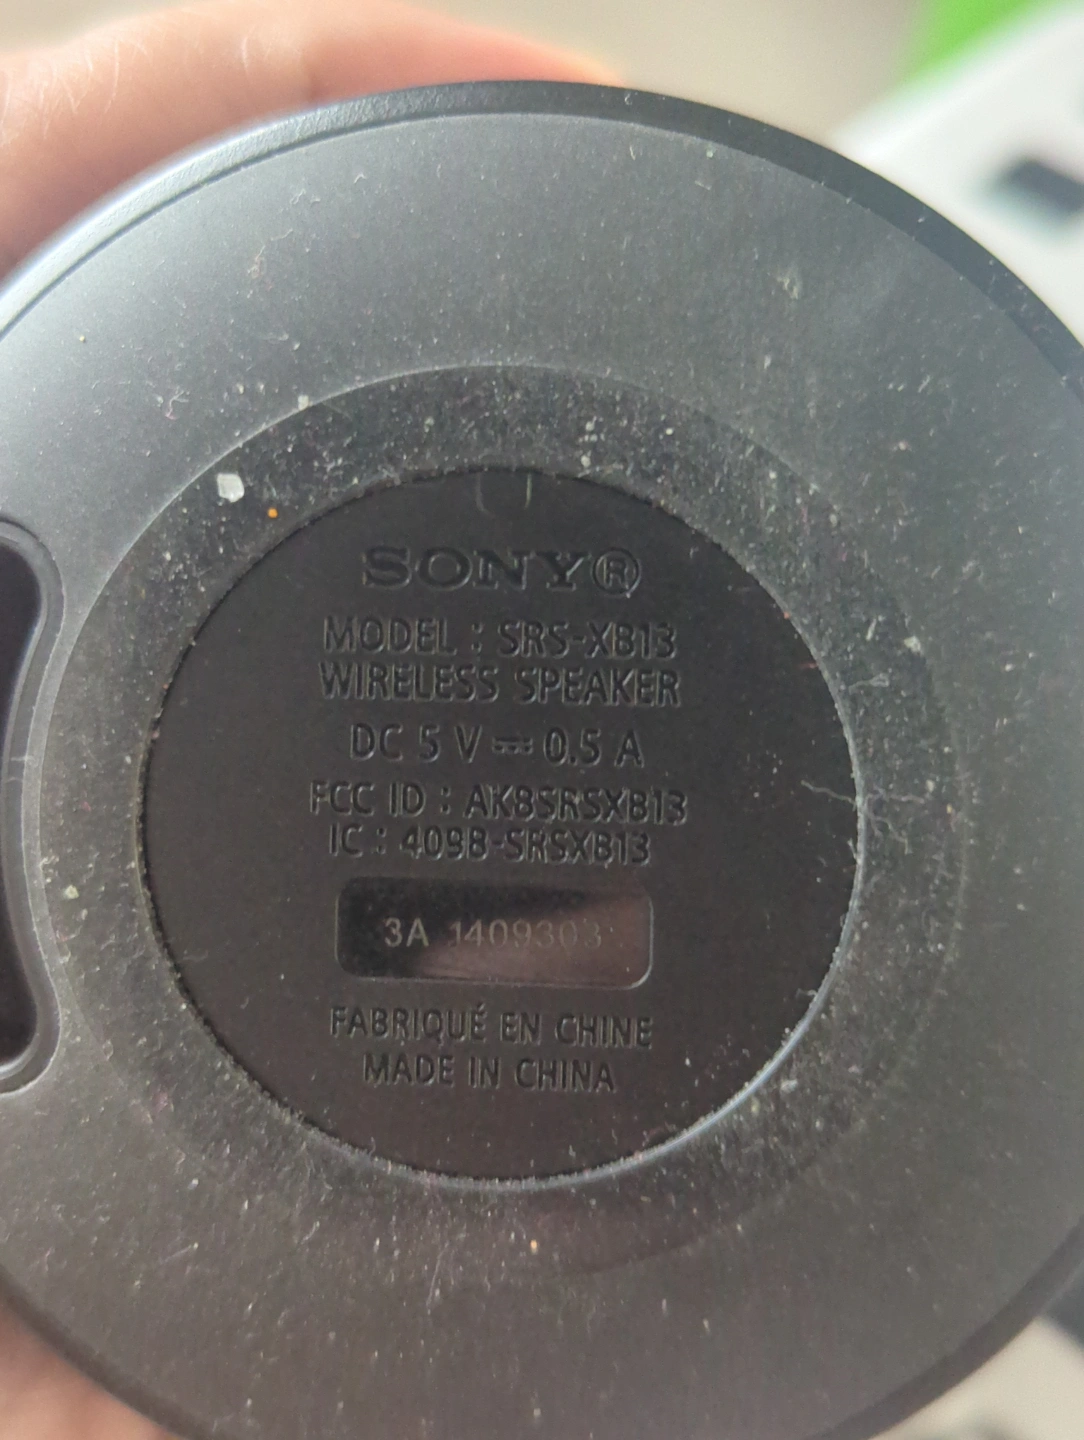 SONY®
MODEL : SRS-XB13
WIRELESS SPEAKER
DC 5 V ⎓ 0.5 A
FCC ID : AK8SRSXB13
IC : 409B-SRSXB13
3A 1409303
FABRIQUÉ EN CHINE
MADE IN CHINA